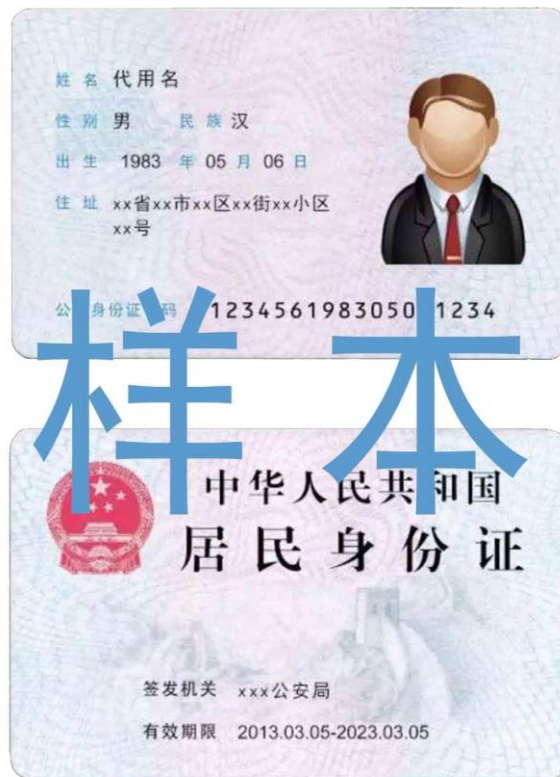 姓名 代用名
性别 男 民族 汉
出生 1983 年 05 月 06 日
住址 xx省xx市xx区xx街xx小区
xx号
公 身份证 码 1234561983050 1234
样本
中华人民共和国
居民身份证
签发机关 xxx公安局
有效期限 2013.03.05-2023.03.05